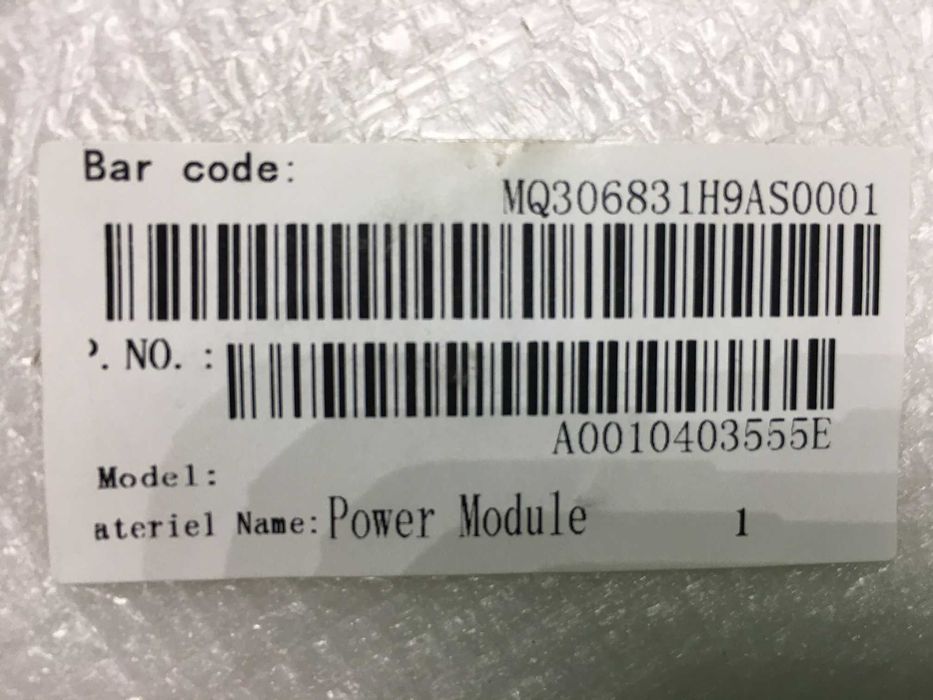 Bar code:
MQ306831H9AS0001
. NO. :
A0010403555E
Model:
ateriel Name: Power Module 1